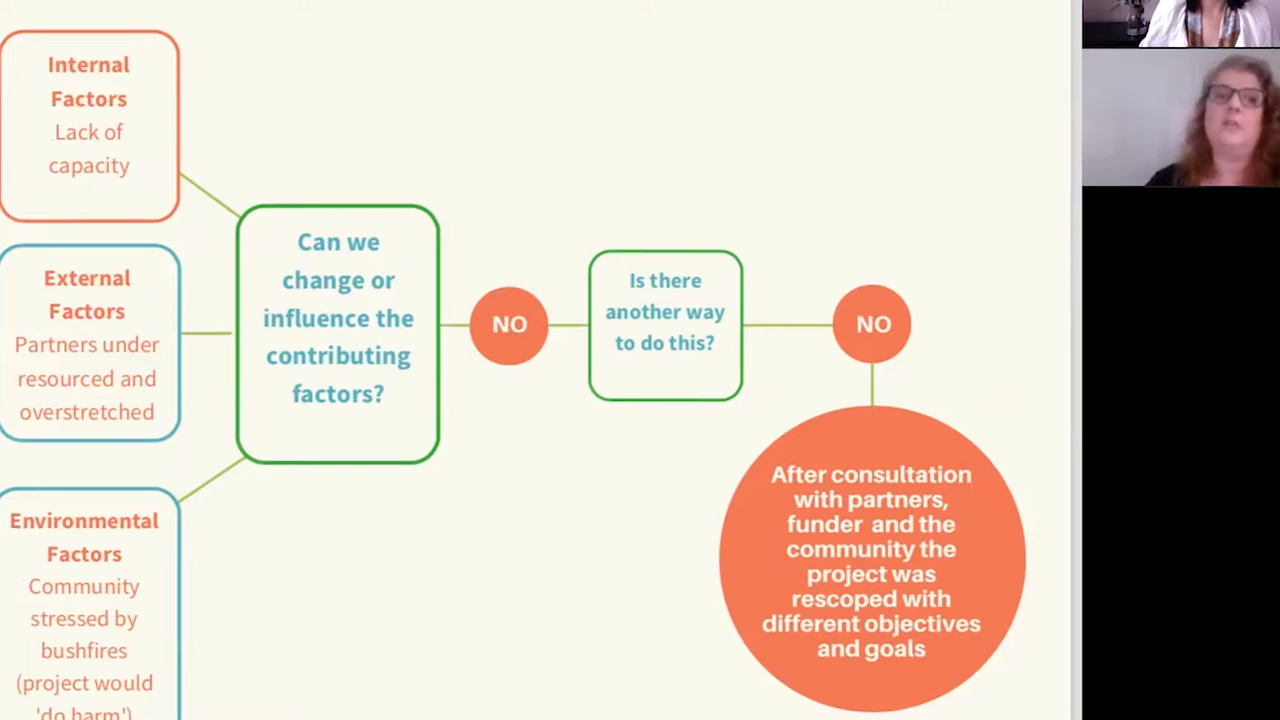 Internal
Factors
Lack of
capacity
External
Factors
Partners under
resourced and
overstretched
Environmental
Factors
Community
stressed by
bushfires
(project would
'do harm')
Can we
change or
influence the
contributing
factors?
NO
Is there
another way
to do this?
NO
After consultation
with partners,
funder and the
community the
project was
rescoped with
different objectives
and goals